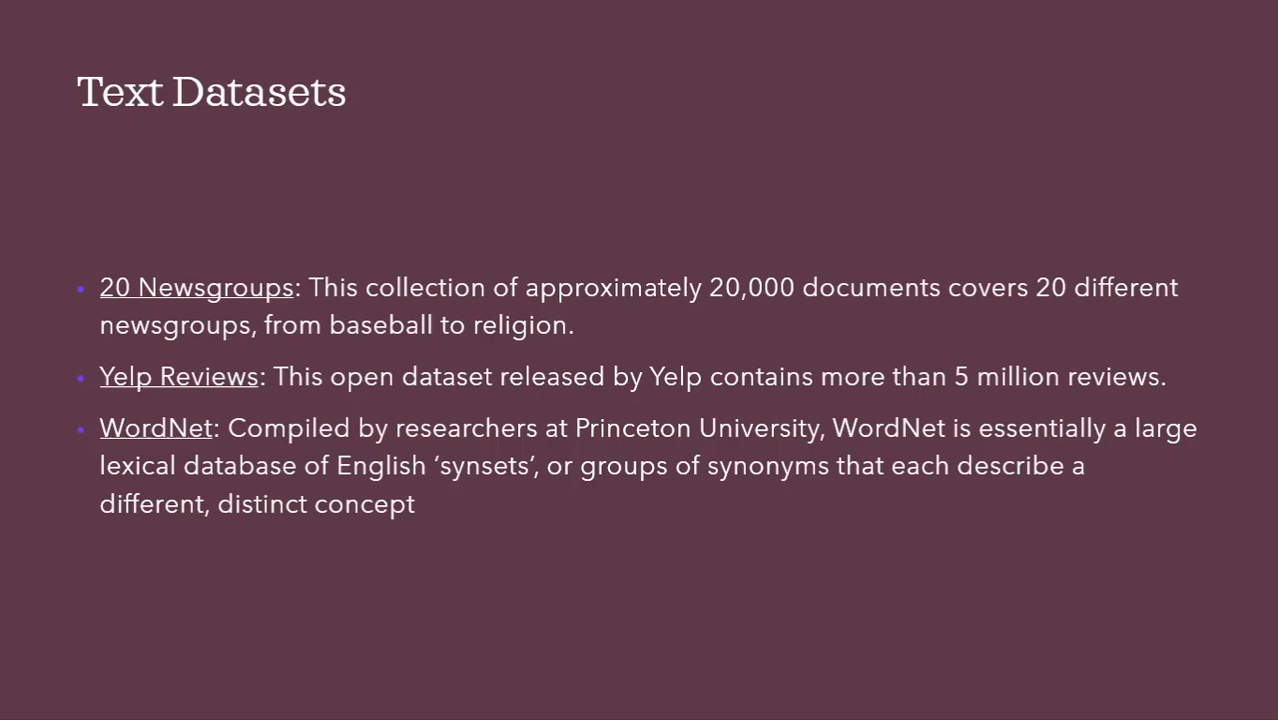 Text Datasets
• 20 Newsgroups: This collection of approximately 20,000 documents covers 20 different
newsgroups, from baseball to religion.
• Yelp Reviews: This open dataset released by Yelp contains more than 5 million reviews.
• WordNet: Compiled by researchers at Princeton University, WordNet is essentially a large
lexical database of English ‘synsets’, or groups of synonyms that each describe a
different, distinct concept